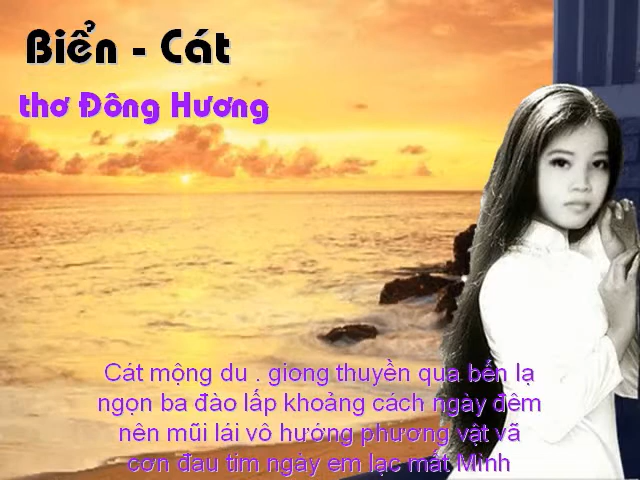 Biển - Cát
thơ Đông Hương
Cát mộng du . giong thuyền qua bến lạ
ngọn ba đào lấp khoảng cách ngày đêm
nên mũi lái vô hướng phương vật vã
cơn đau tim ngày em lạc mất Mình